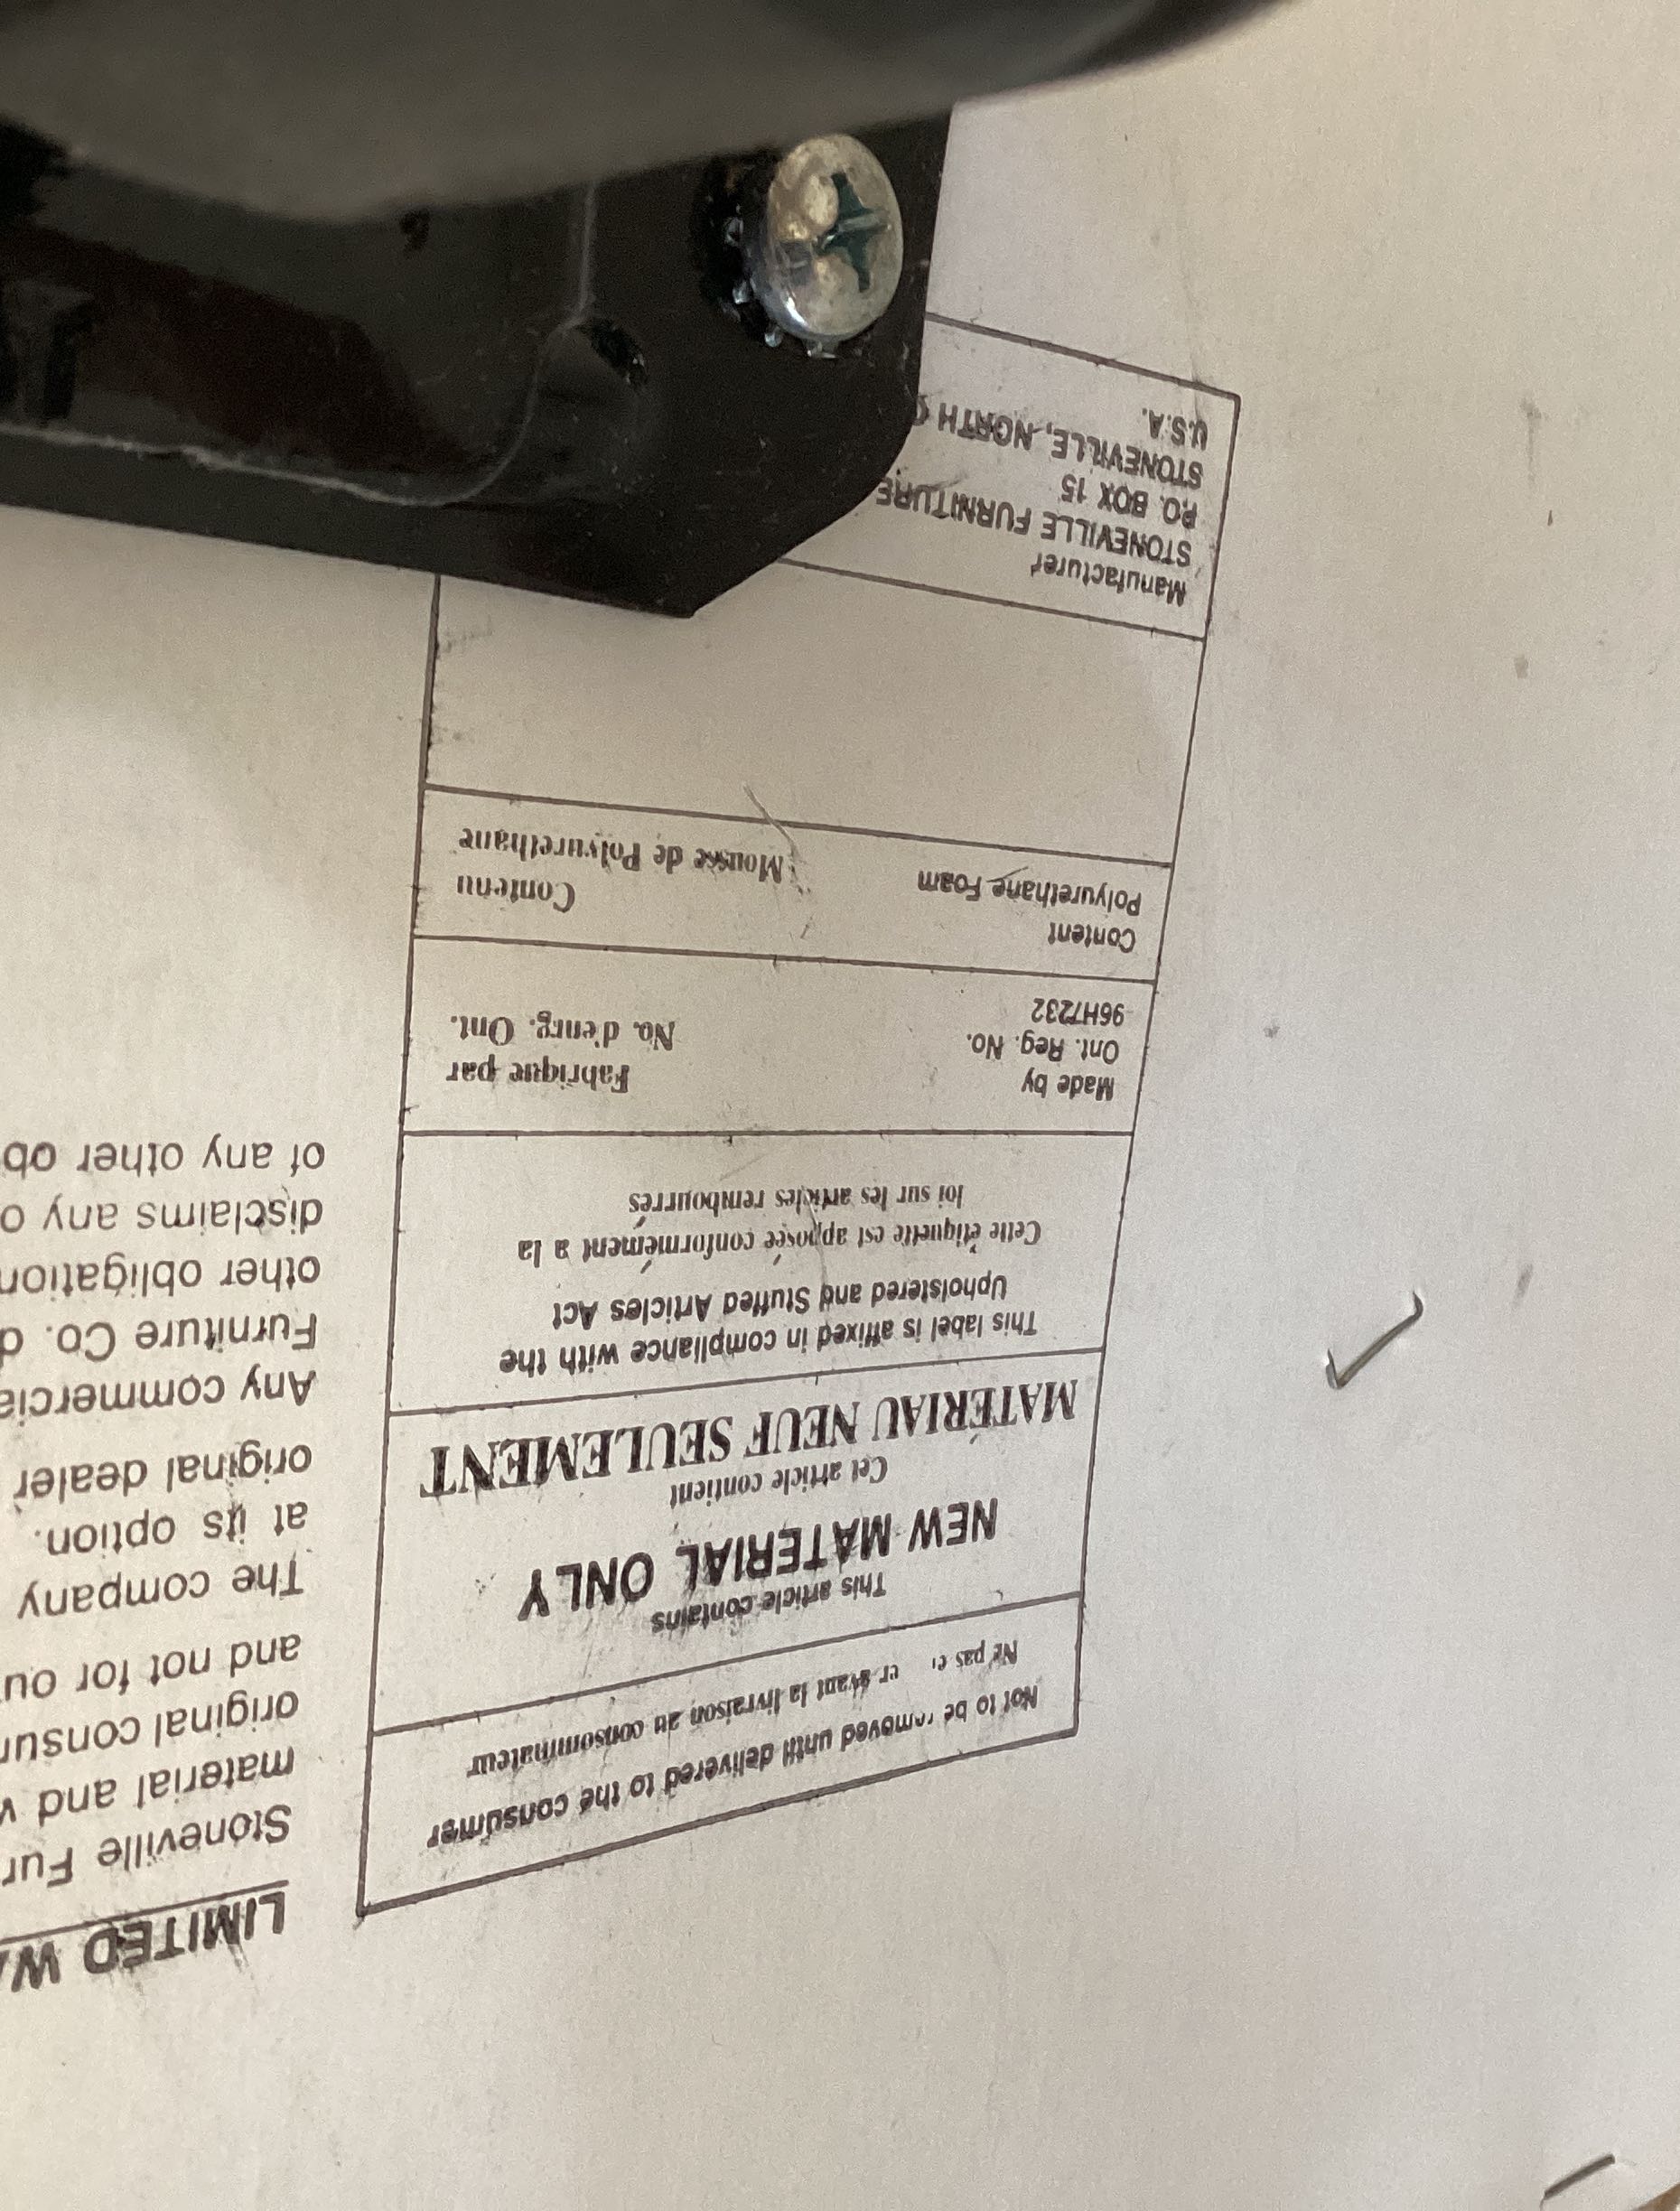 Not to be removed until delivered to the consumer
Ne pas er avant la livraison au consommateur
This article contains
NEW MATERIAL ONLY
Cet article contient
MATÉRIAU NEUF SEULEMENT
This label is affixed in compliance with the
Upholstered and Stuffed Articles Act
Cette étiquette est apposée conformément a la
loi sur les articles rembourrés
Made by
Ont. Reg. No.
96H7232
Fabrique par
No. d'enrg. Ont.
Content
Polyurethane Foam
Contenu
Mousse de Polyurethane
Manufacturer
STONEVILLE FURNITURE
P.O. BOX 15
STONEVILLE, NORTH
U.S.A.
LIMITED
Stoneville
material and
original
and not for
The company
at its option.
original dealer
Any
Furniture Co.
other
disclaims any
of any other